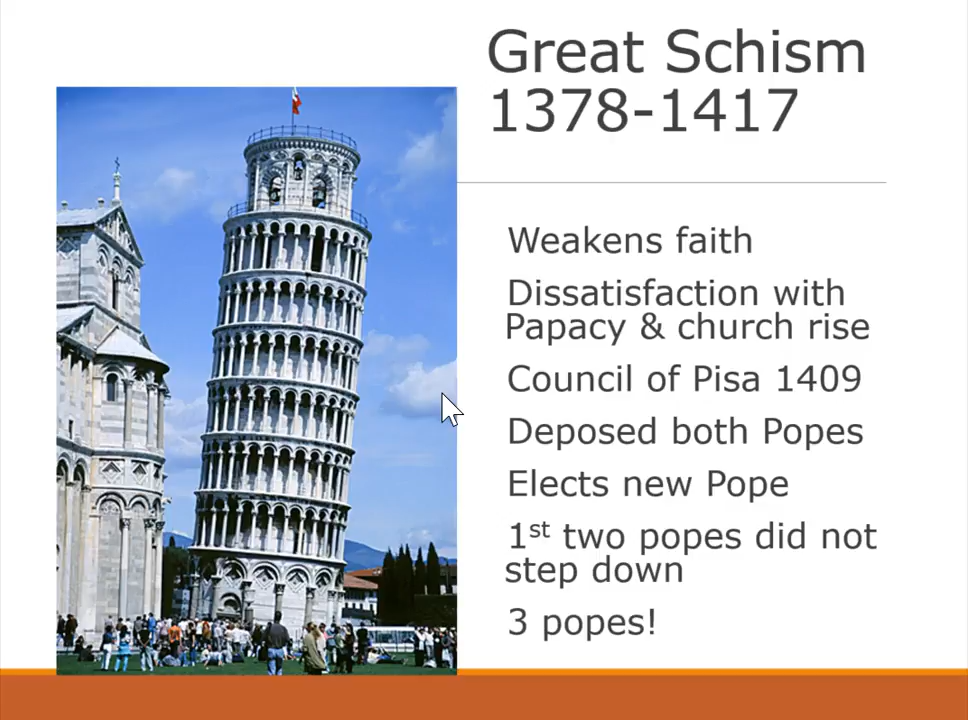 Great Schism
1378-1417
Weakens faith
Dissatisfaction with
Papacy & church rise
Council of Pisa 1409
Deposed both Popes
Elects new Pope
1st two popes did not
step down
3 popes!